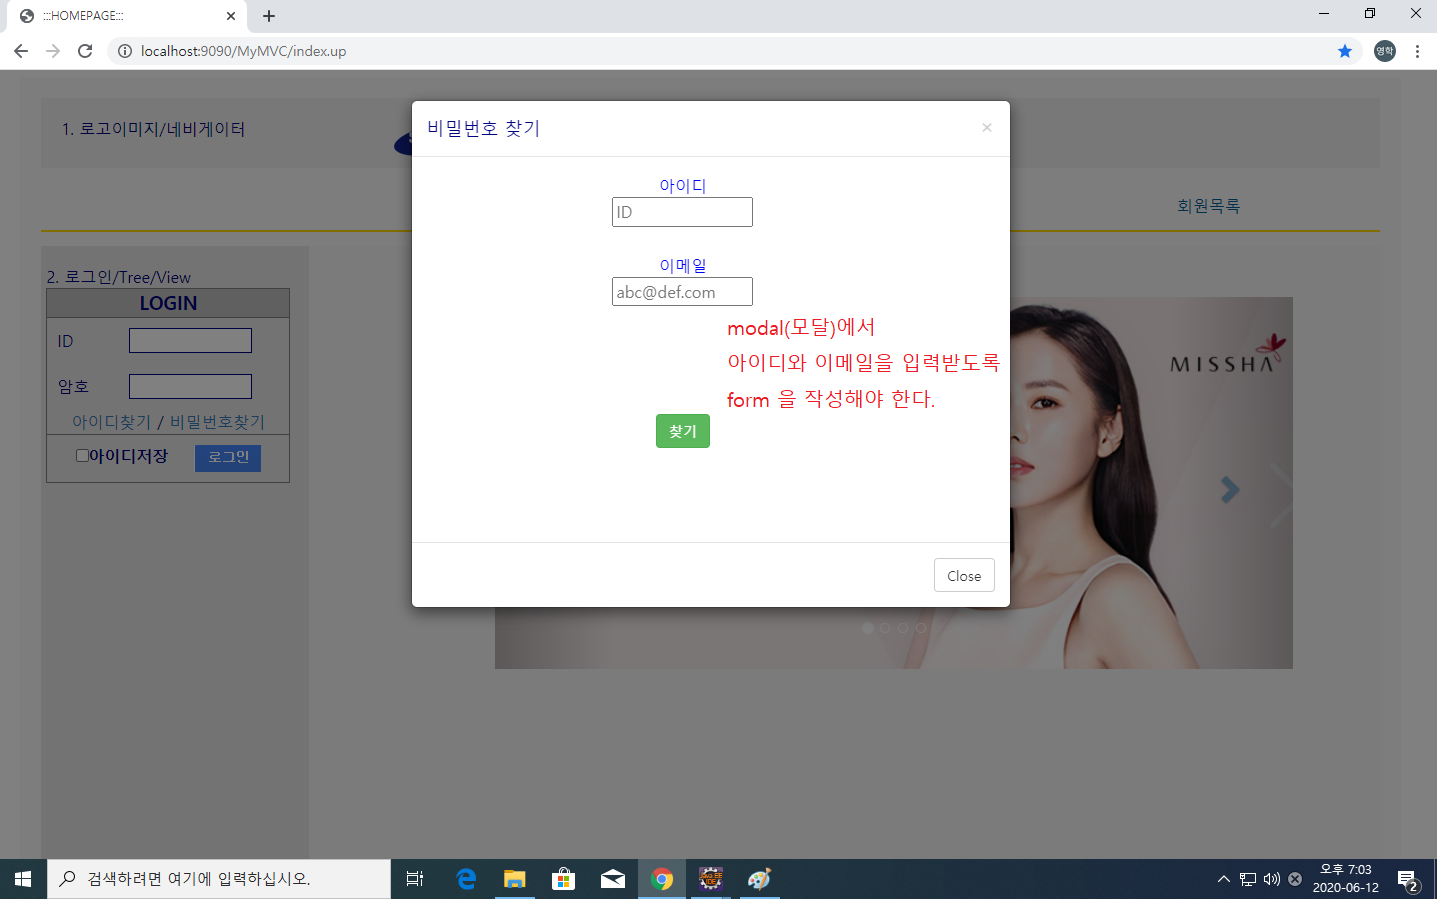 :::HOMEPAGE:::
localhost:9090/MyMVC/index.up
영학
1. 로고이미지/네비게이터
회원목록
2. 로그인/Tree/View
LOGIN
ID
암호
아이디찾기 / 비밀번호찾기
아이디저장
로그인
비밀번호 찾기
×
아이디
ID
이메일
abc@def.com
modal(모달)에서
아이디와 이메일을 입력받도록
form 을 작성해야 한다.
찾기
Close
MISSHA
검색하려면 여기에 입력하십시오.
오후 7:03
2020-06-12
2